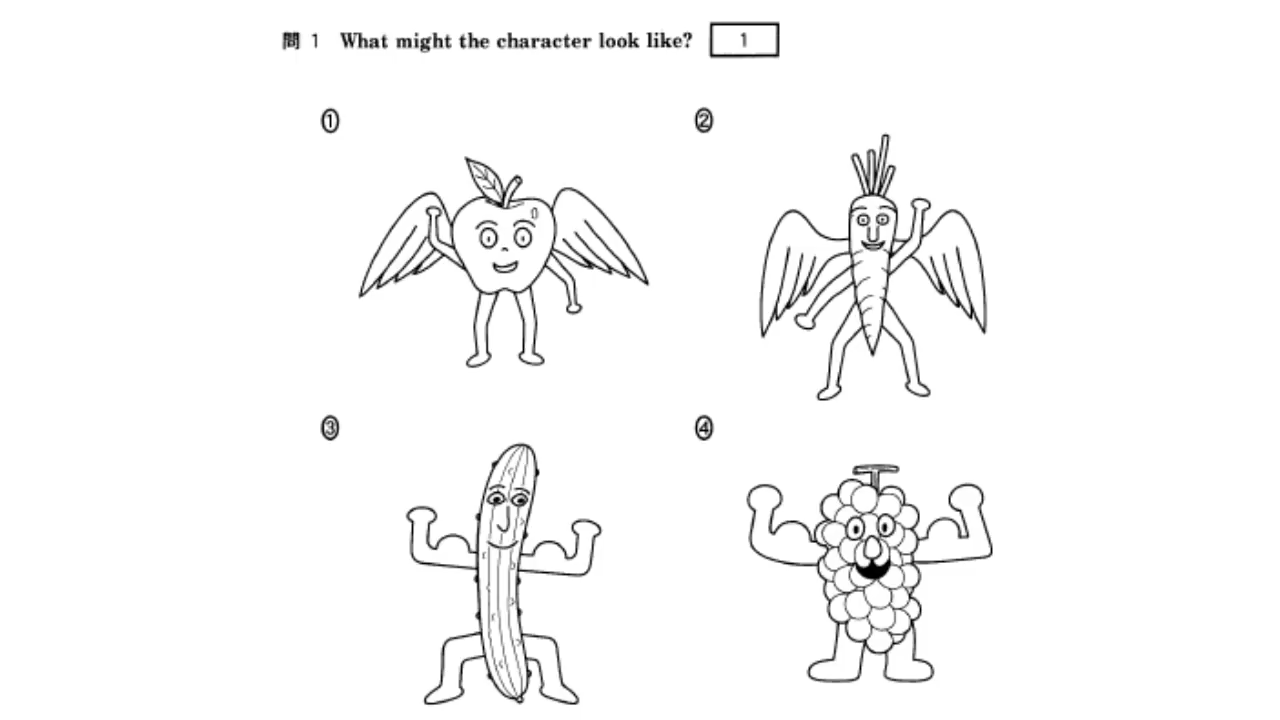 問 1 What might the character look like? 1
①
②
③
④